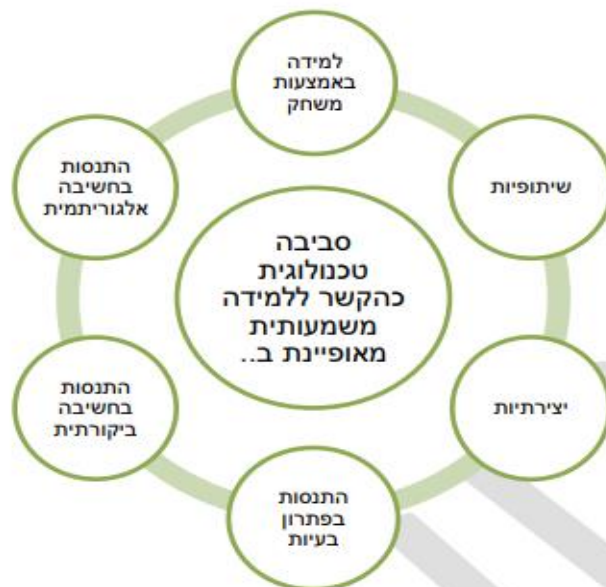 למידה
באמצעות
משחק
שיתופיות
יצירתיות
התנסות
בפתרון
בעיות
התנסות
בחשיבה
ביקורתית
התנסות
בחשיבה
אלגוריתמית
סביבה
טכנולוגית
כהקשר ללמידה
משמעותית
מאופיינת ב..